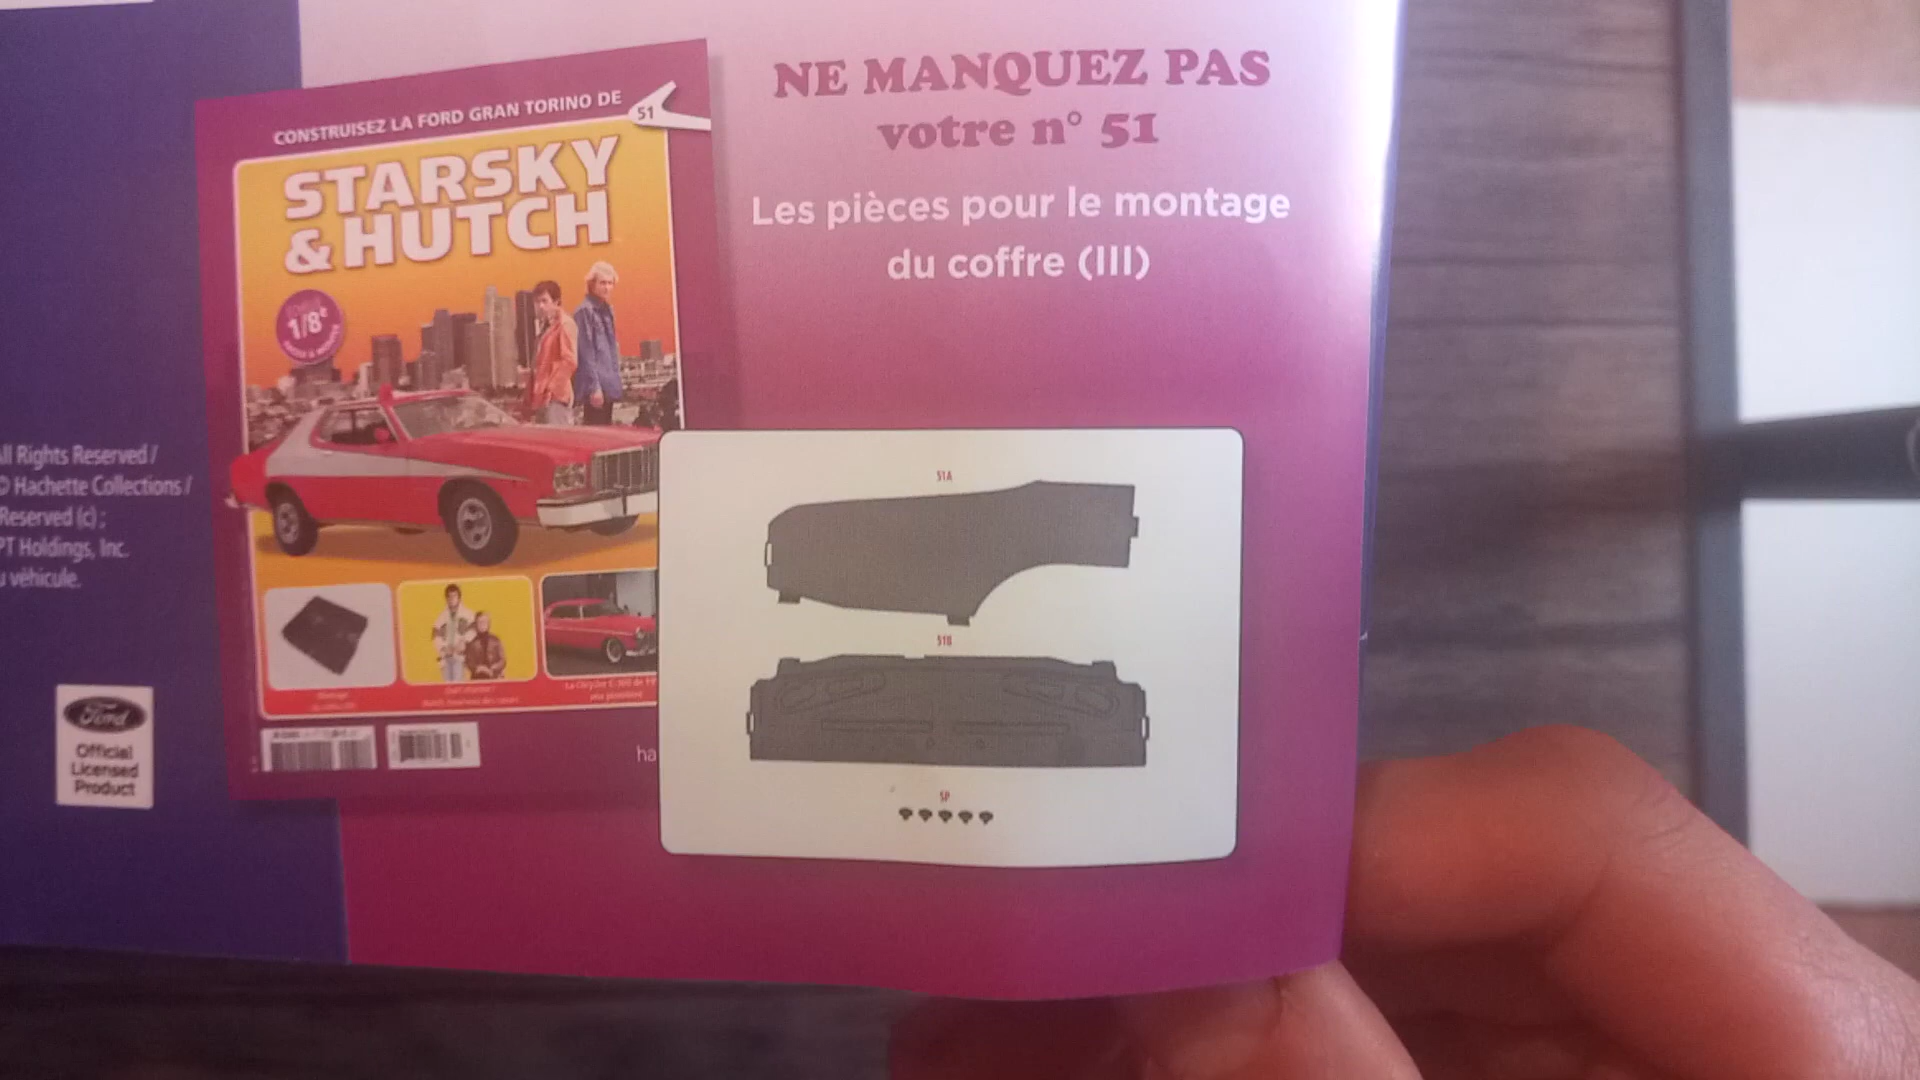 NE MANQUEZ PAS
votre n° 51
Les pièces pour le montage
du coffre (III)
CONSTRUISEZ LA FORD GRAN TORINO DE
51
STARSKY
& HUTCH
1/8e
All Rights Reserved /
© Hachette Collections /
Reserved (c) ;
PT Holdings, Inc.
véhicule.
Ford
Official
Licensed
Product
ha
51A
51B
SP